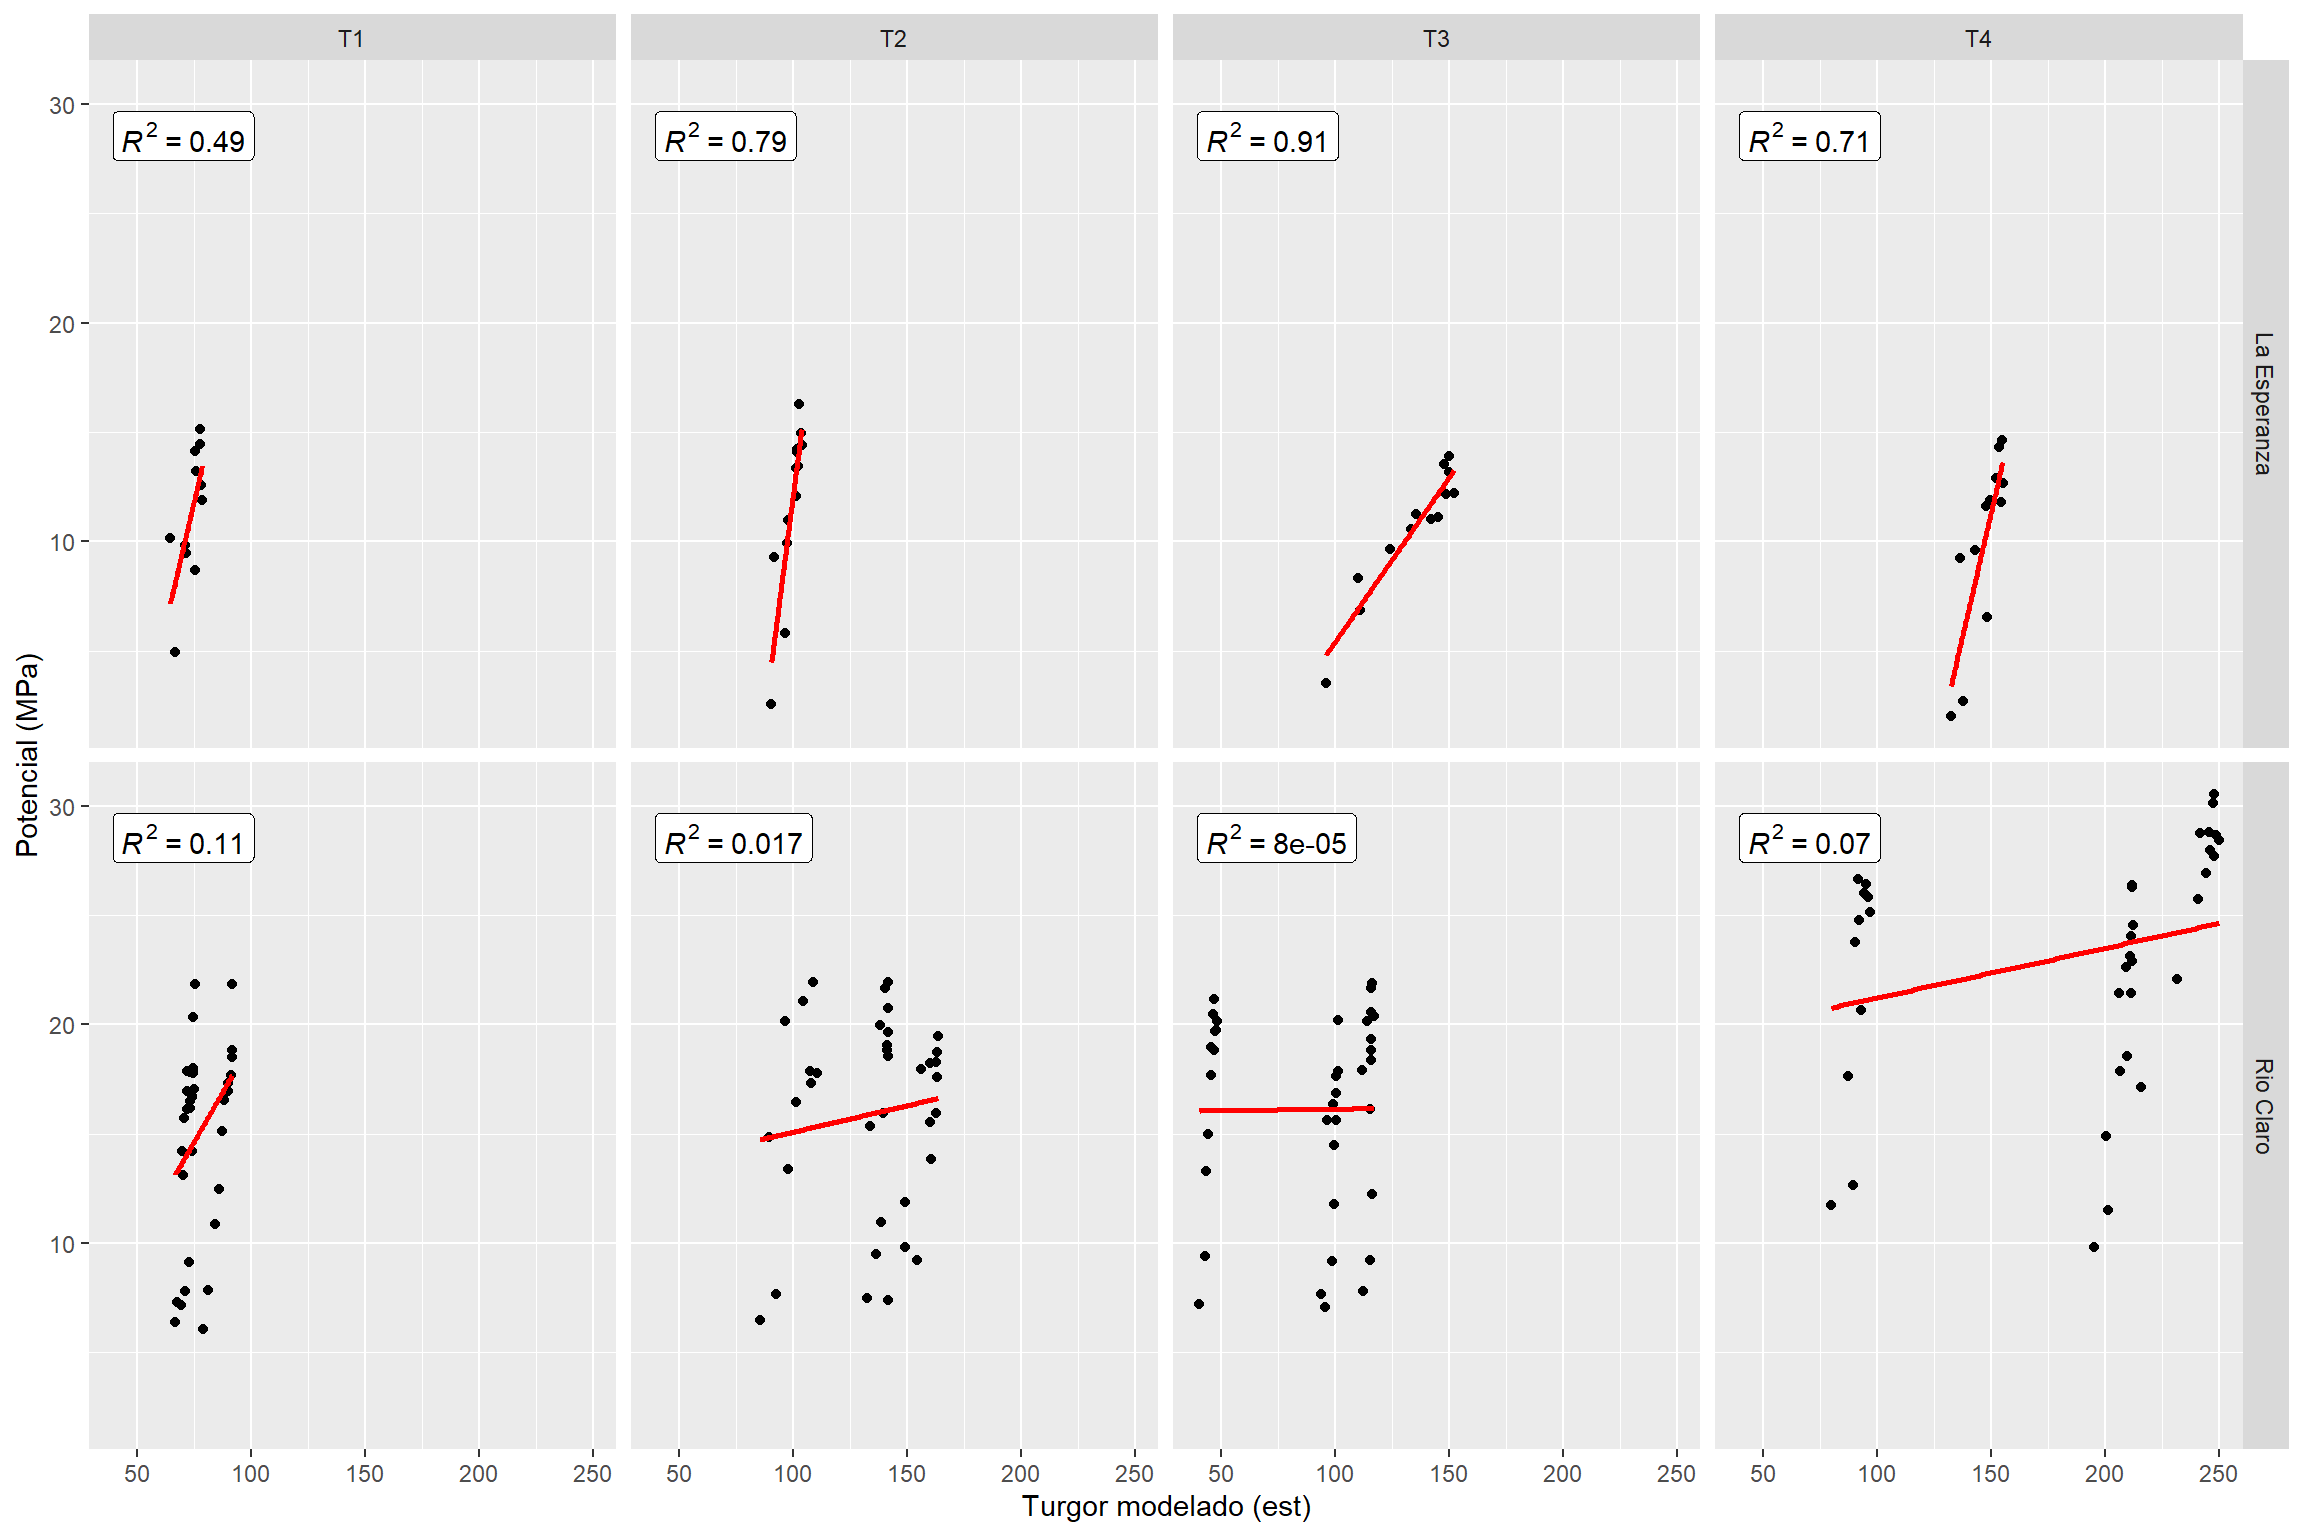 T1 T2 T3 T4
30
R² = 0.49 R² = 0.79 R² = 0.91 R² = 0.71
20
10
La Esperanza
Potencial (MPa)
30
R² = 0.11 R² = 0.017 R² = 8e-05 R² = 0.07
20
10
Rio Claro
50 100 150 200 250 50 100 150 200 250 50 100 150 200 250 50 100 150 200 250
Turgor modelado (est)